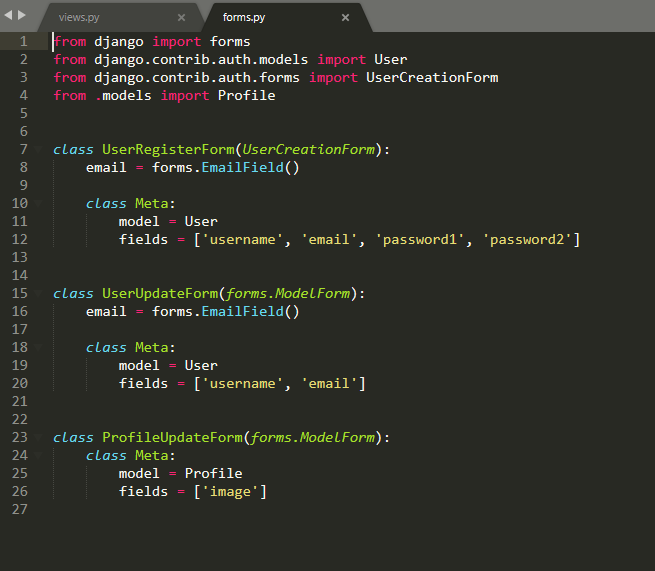 views.py × forms.py ×
1 from django import forms
2 from django.contrib.auth.models import User
3 from django.contrib.auth.forms import UserCreationForm
4 from .models import Profile
5
6
7 class UserRegisterForm(UserCreationForm):
8     email = forms.EmailField()
9
10     class Meta:
11         model = User
12         fields = ['username', 'email', 'password1', 'password2']
13
14
15 class UserUpdateForm(forms.ModelForm):
16     email = forms.EmailField()
17
18     class Meta:
19         model = User
20         fields = ['username', 'email']
21
22
23 class ProfileUpdateForm(forms.ModelForm):
24     class Meta:
25         model = Profile
26         fields = ['image']
27